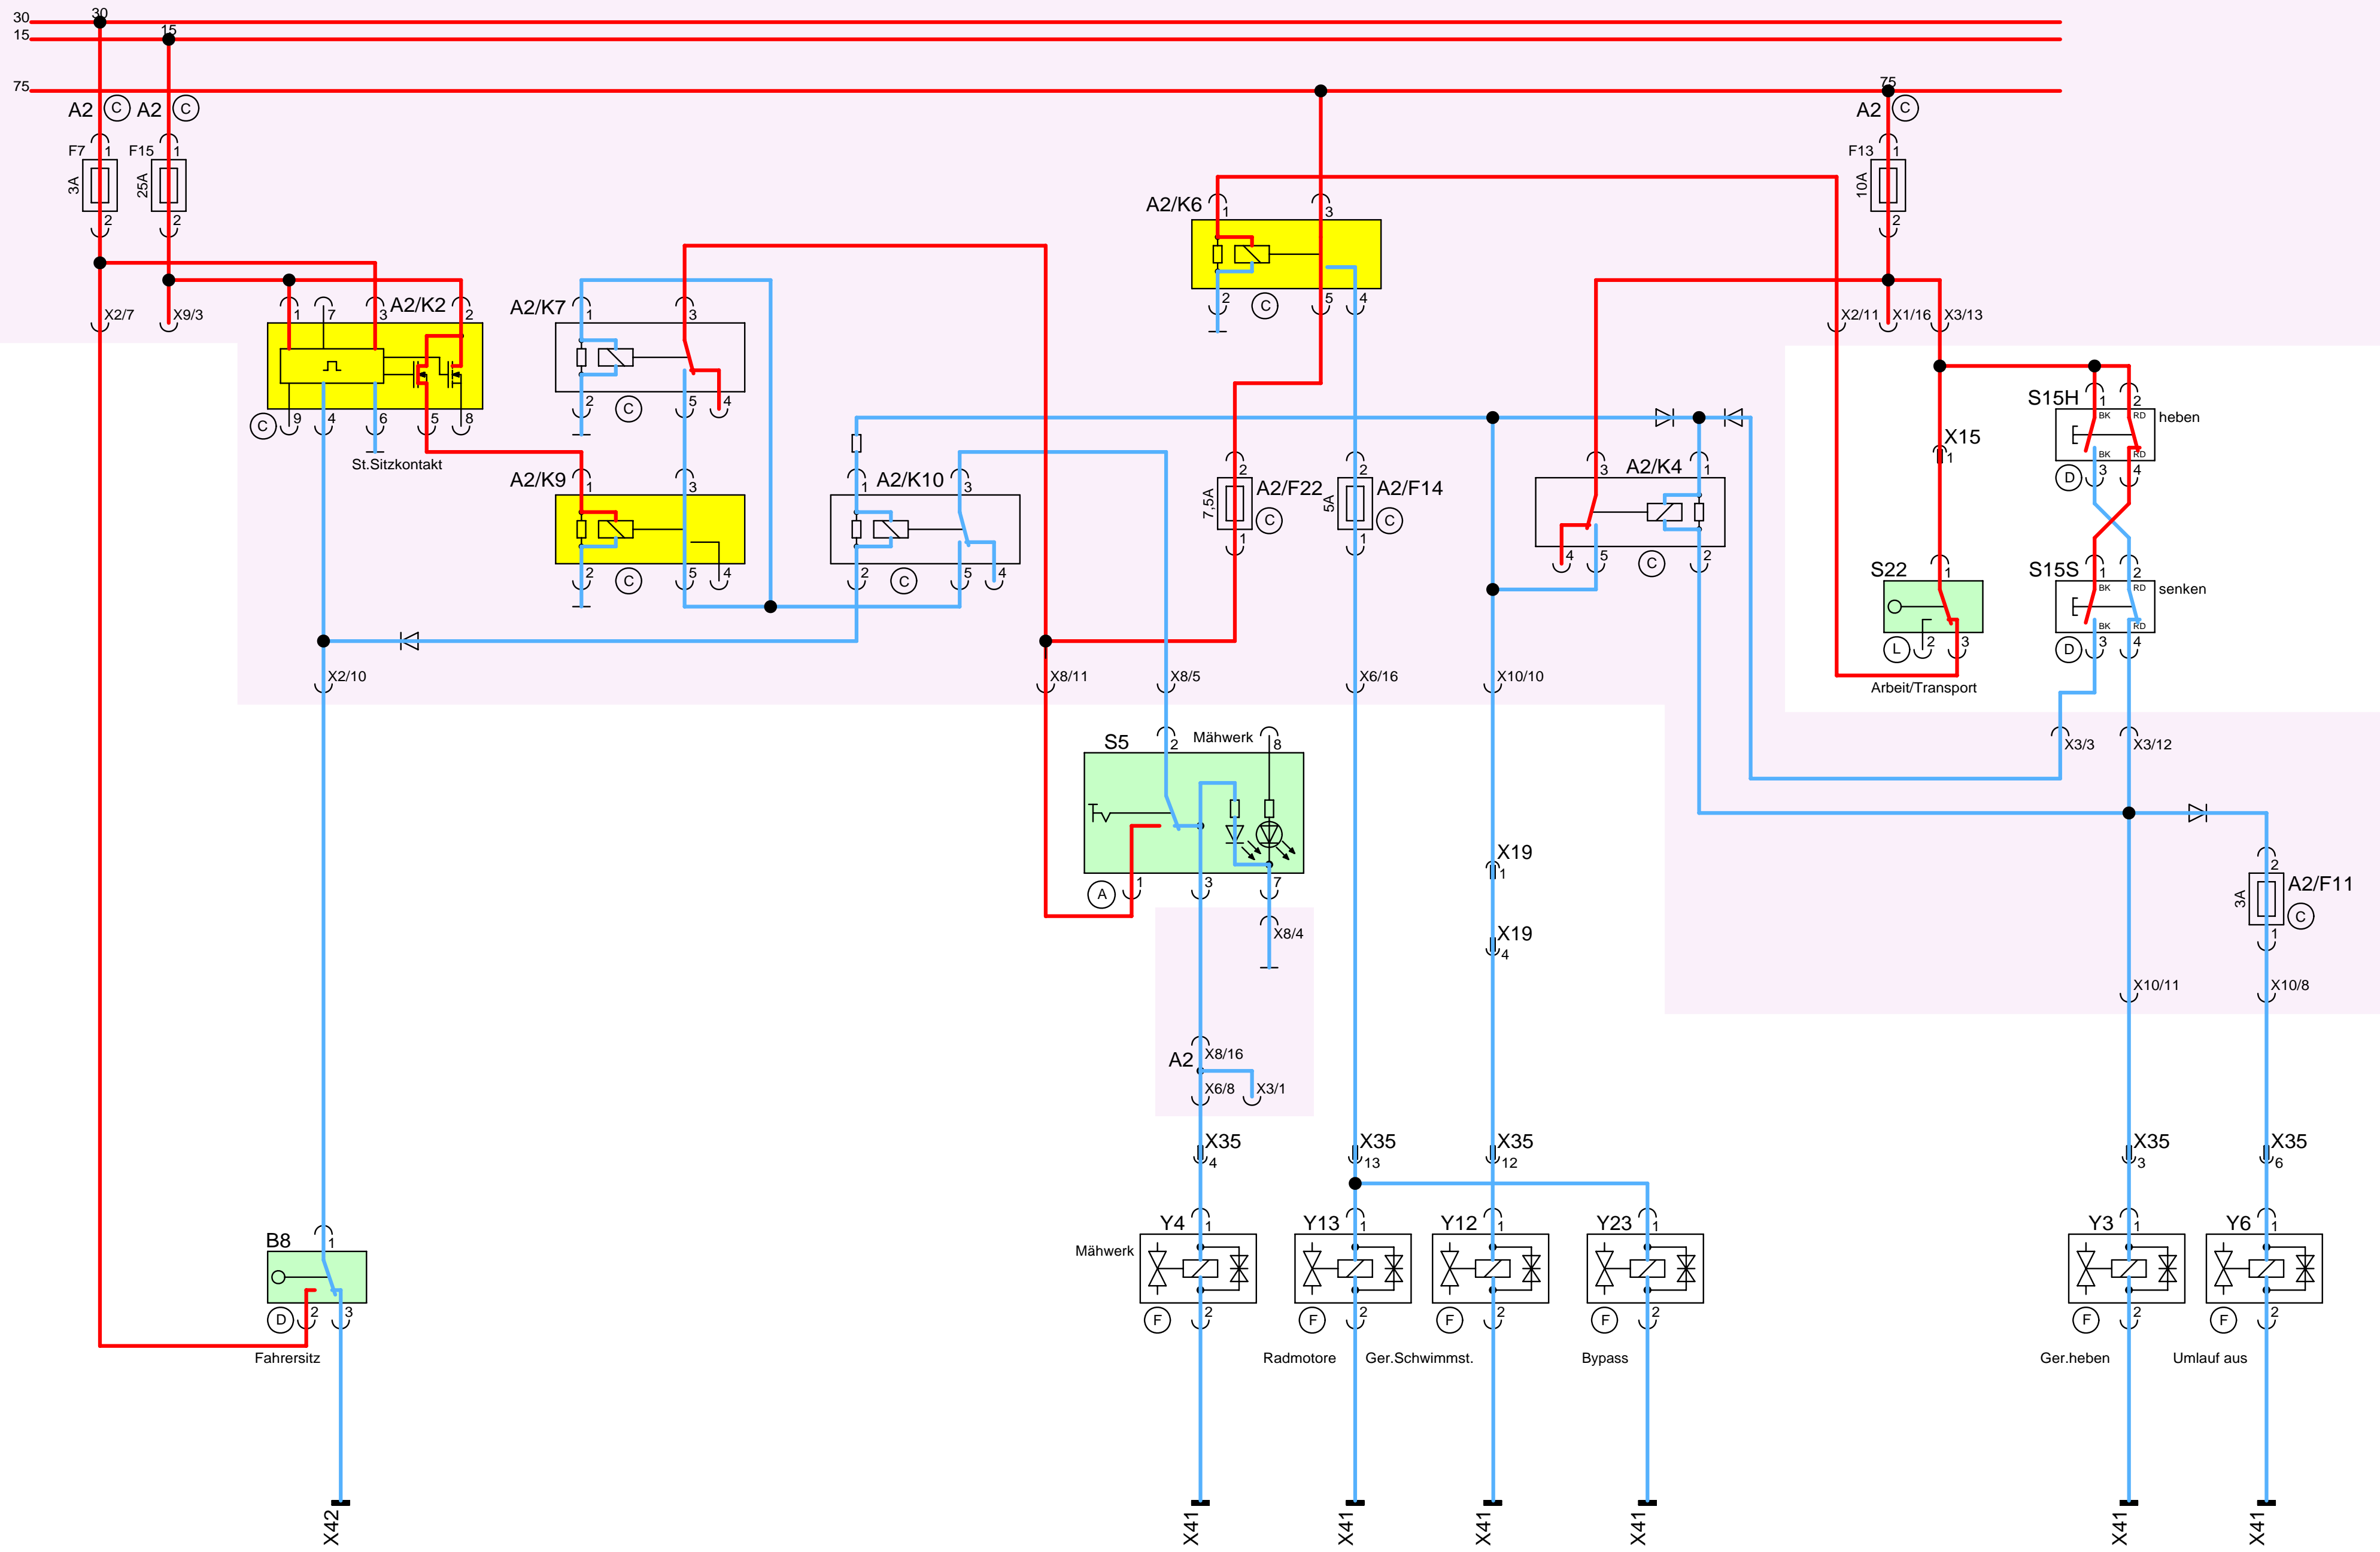 30
30
15
15
75
75
A2 C A2 C
A2 C
F7 1 F15 1
F13 1
3A 25A
10A
2 2
2
A2/K6 1 3
2 C 5 4
X2/7 X9/3
1 7 3 A2/K2 2
A2/K7 1 3
X2/11 X1/16 X3/13
C 9 4 6 5 8
St.Sitzkontakt
2 C 5 4
S15H 1 2
BK RD heben
BK RD
D 3 4
X15
1
A2/K9 1 3
A2/K10 1 3
2 A2/F22
7,5A C
1
2 A2/F14
5A C
1
3 A2/K4 1
4 5 C 2
2 C 5 4
2 C 5 4
S22 1
L 2 3
Arbeit/Transport
S15S 1 2
BK RD senken
BK RD
D 3 4
X2/10
X8/11 X8/5 X6/16 X10/10
X3/3 X3/12
S5 2 Mähwerk 8
A 1 3 7
X8/4
X19
1
X19
4
2
A2/F11
3A C
1
X10/11 X10/8
A2 X8/16
X6/8 X3/1
X35 X35 X35 X35 X35
4 13 12 3 6
B8 1
D 2 3
Fahrersitz
Y4 1 Y13 1 Y12 1 Y23 1 Y3 1 Y6 1
Mähwerk
F 2 F 2 F 2 F 2 F 2 F 2
Radmotore Ger.Schwimmst. Bypass Ger.heben Umlauf aus
X42 X41 X41 X41 X41 X41 X41